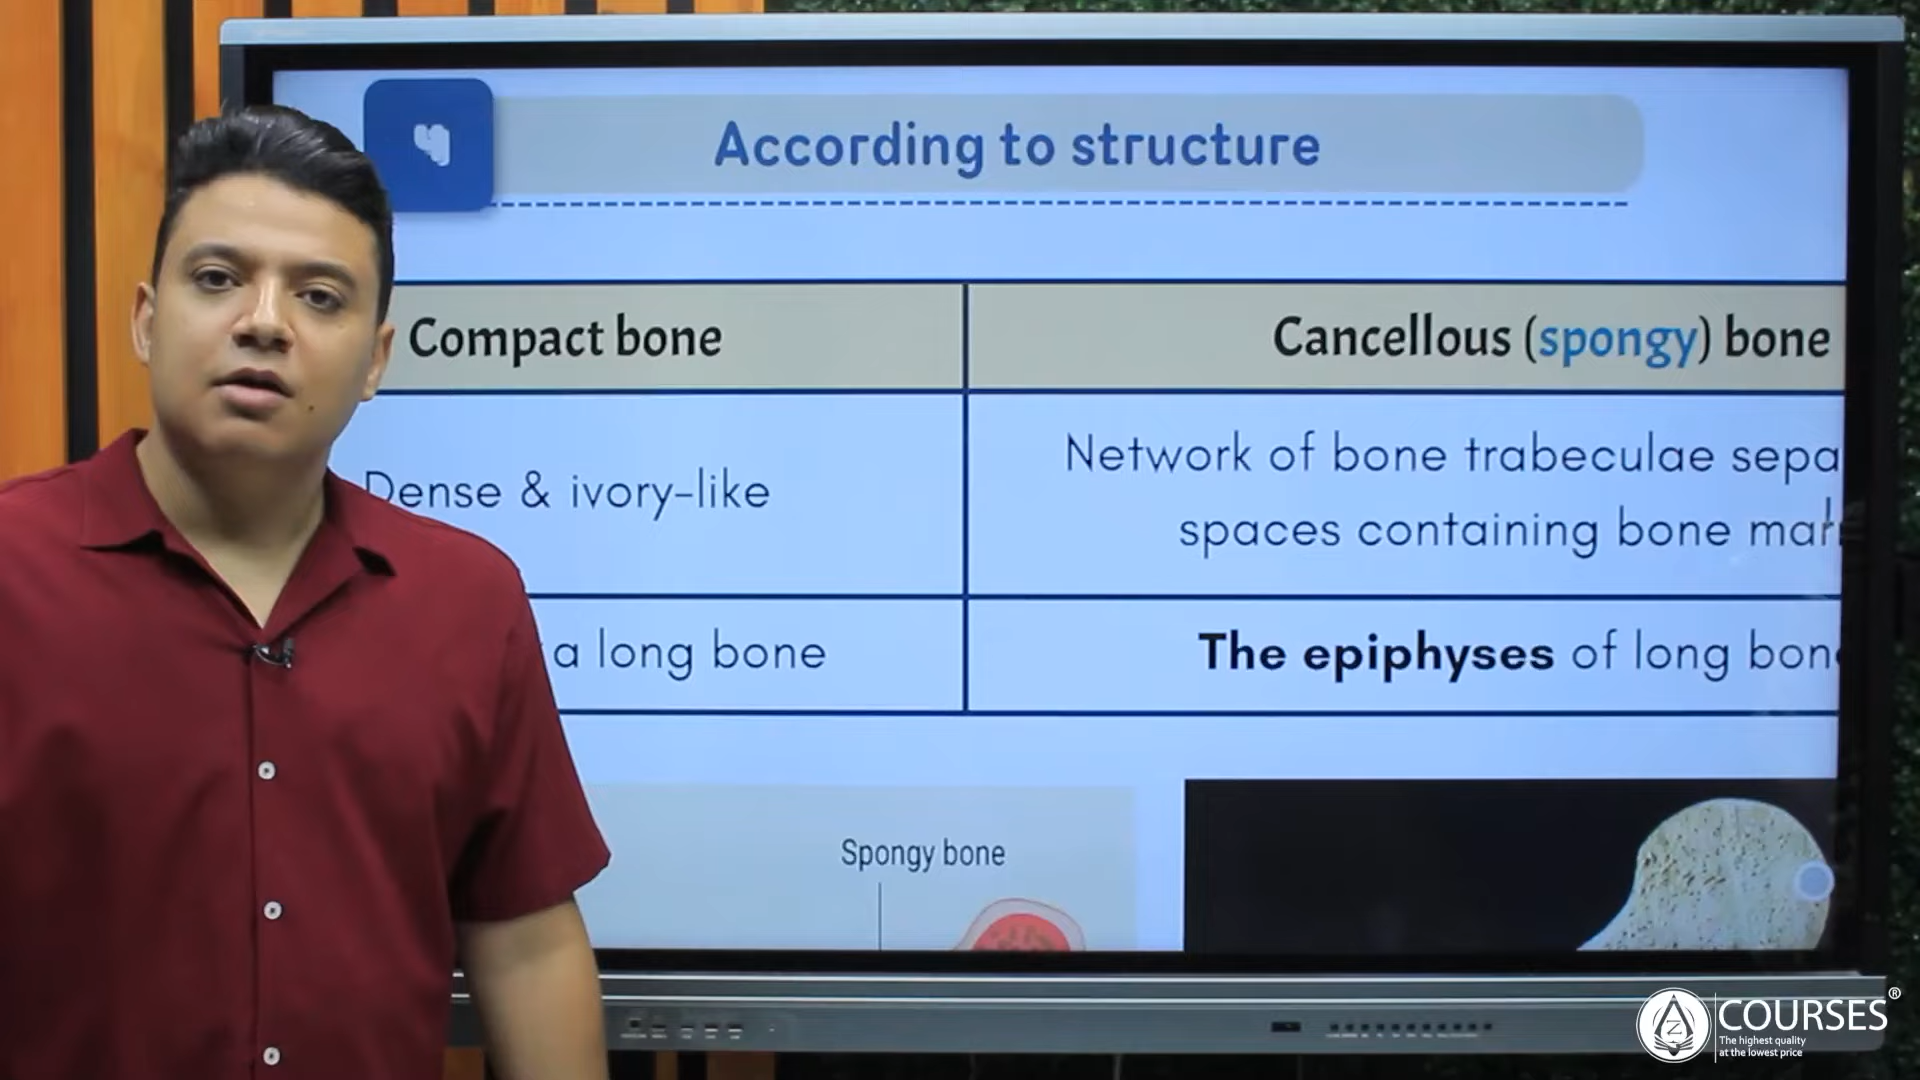 According to structure
Compact bone
Cancellous (spongy) bone
Dense & ivory-like
Network of bone trabeculae sepa
spaces containing bone mar
a long bone
The epiphyses of long bon
Spongy bone
AZ COURSES®
The highest quality
at the lowest price